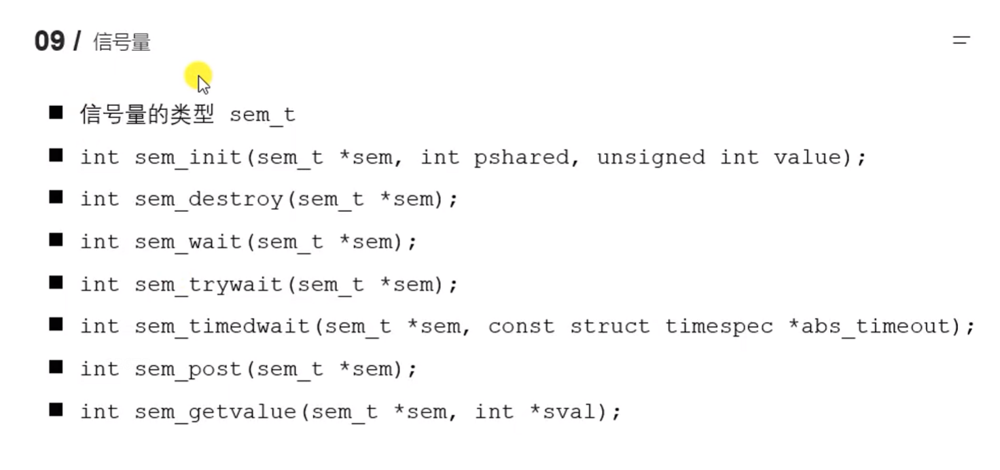 09 / 信号量
■ 信号量的类型 sem_t
■ int sem_init(sem_t *sem, int pshared, unsigned int value);
■ int sem_destroy(sem_t *sem);
■ int sem_wait(sem_t *sem);
■ int sem_trywait(sem_t *sem);
■ int sem_timedwait(sem_t *sem, const struct timespec *abs_timeout);
■ int sem_post(sem_t *sem);
■ int sem_getvalue(sem_t *sem, int *sval);